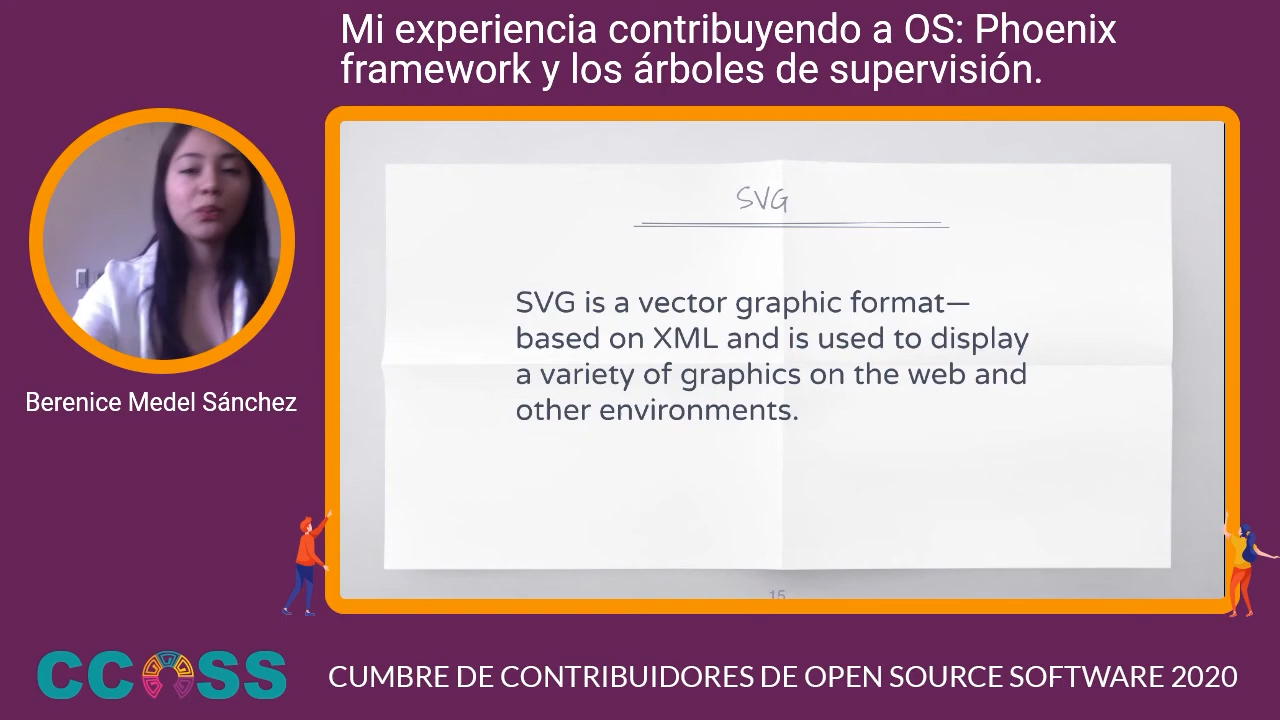 Mi experiencia contribuyendo a OS: Phoenix
framework y los árboles de supervisión.
Berenice Medel Sánchez
SVG
SVG is a vector graphic format—
based on XML and is used to display
a variety of graphics on the web and
other environments.
15
CCOSS
CUMBRE DE CONTRIBUIDORES DE OPEN SOURCE SOFTWARE 2020